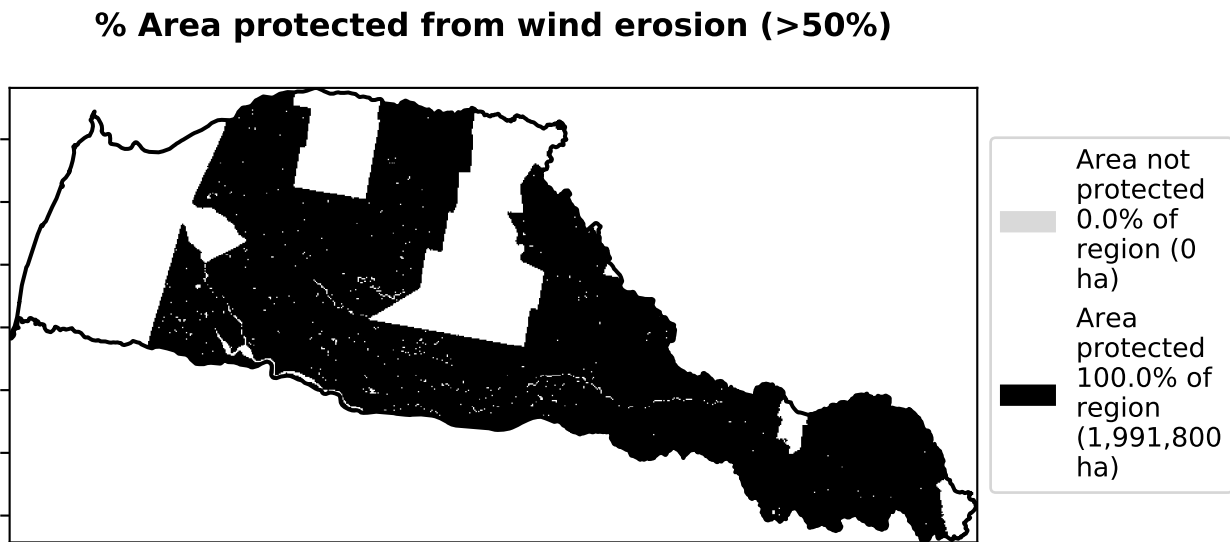 % Area protected from wind erosion (>50%)
Area not
protected
0.0% of
region (0
ha)
Area
protected
100.0% of
region
(1,991,800
ha)